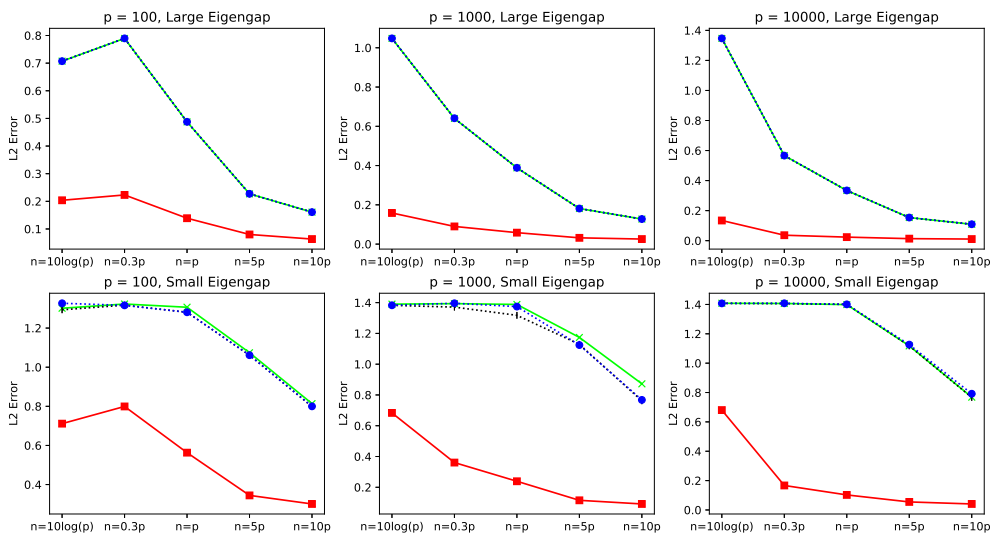 p = 100, Large Eigengap
L2 Error
0.8
0.7
0.6
0.5
0.4
0.3
0.2
0.1
n=10log(p) n=0.3p n=p n=5p n=10p
p = 1000, Large Eigengap
L2 Error
1.0
0.8
0.6
0.4
0.2
0.0
n=10log(p) n=0.3p n=p n=5p n=10p
p = 10000, Large Eigengap
L2 Error
1.4
1.2
1.0
0.8
0.6
0.4
0.2
0.0
n=10log(p) n=0.3p n=p n=5p n=10p
p = 100, Small Eigengap
L2 Error
1.2
1.0
0.8
0.6
0.4
n=10log(p) n=0.3p n=p n=5p n=10p
p = 1000, Small Eigengap
L2 Error
1.4
1.2
1.0
0.8
0.6
0.4
0.2
n=10log(p) n=0.3p n=p n=5p n=10p
p = 10000, Small Eigengap
L2 Error
1.4
1.2
1.0
0.8
0.6
0.4
0.2
0.0
n=10log(p) n=0.3p n=p n=5p n=10p